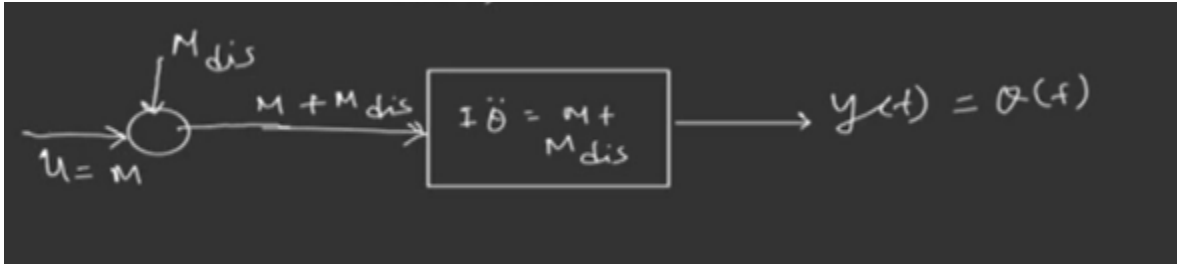 M dis
M + M dis
I θ̈ = M +
M dis
y(t) = θ(t)
u = M